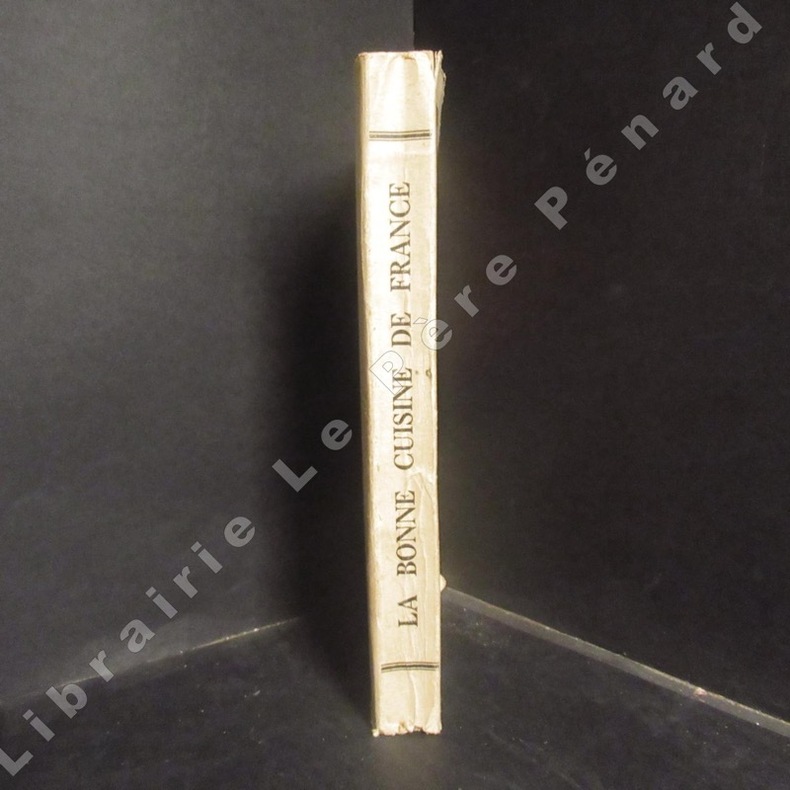 LA BONNE CUISINE DE FRANCE
Librairie Le Père Pénard